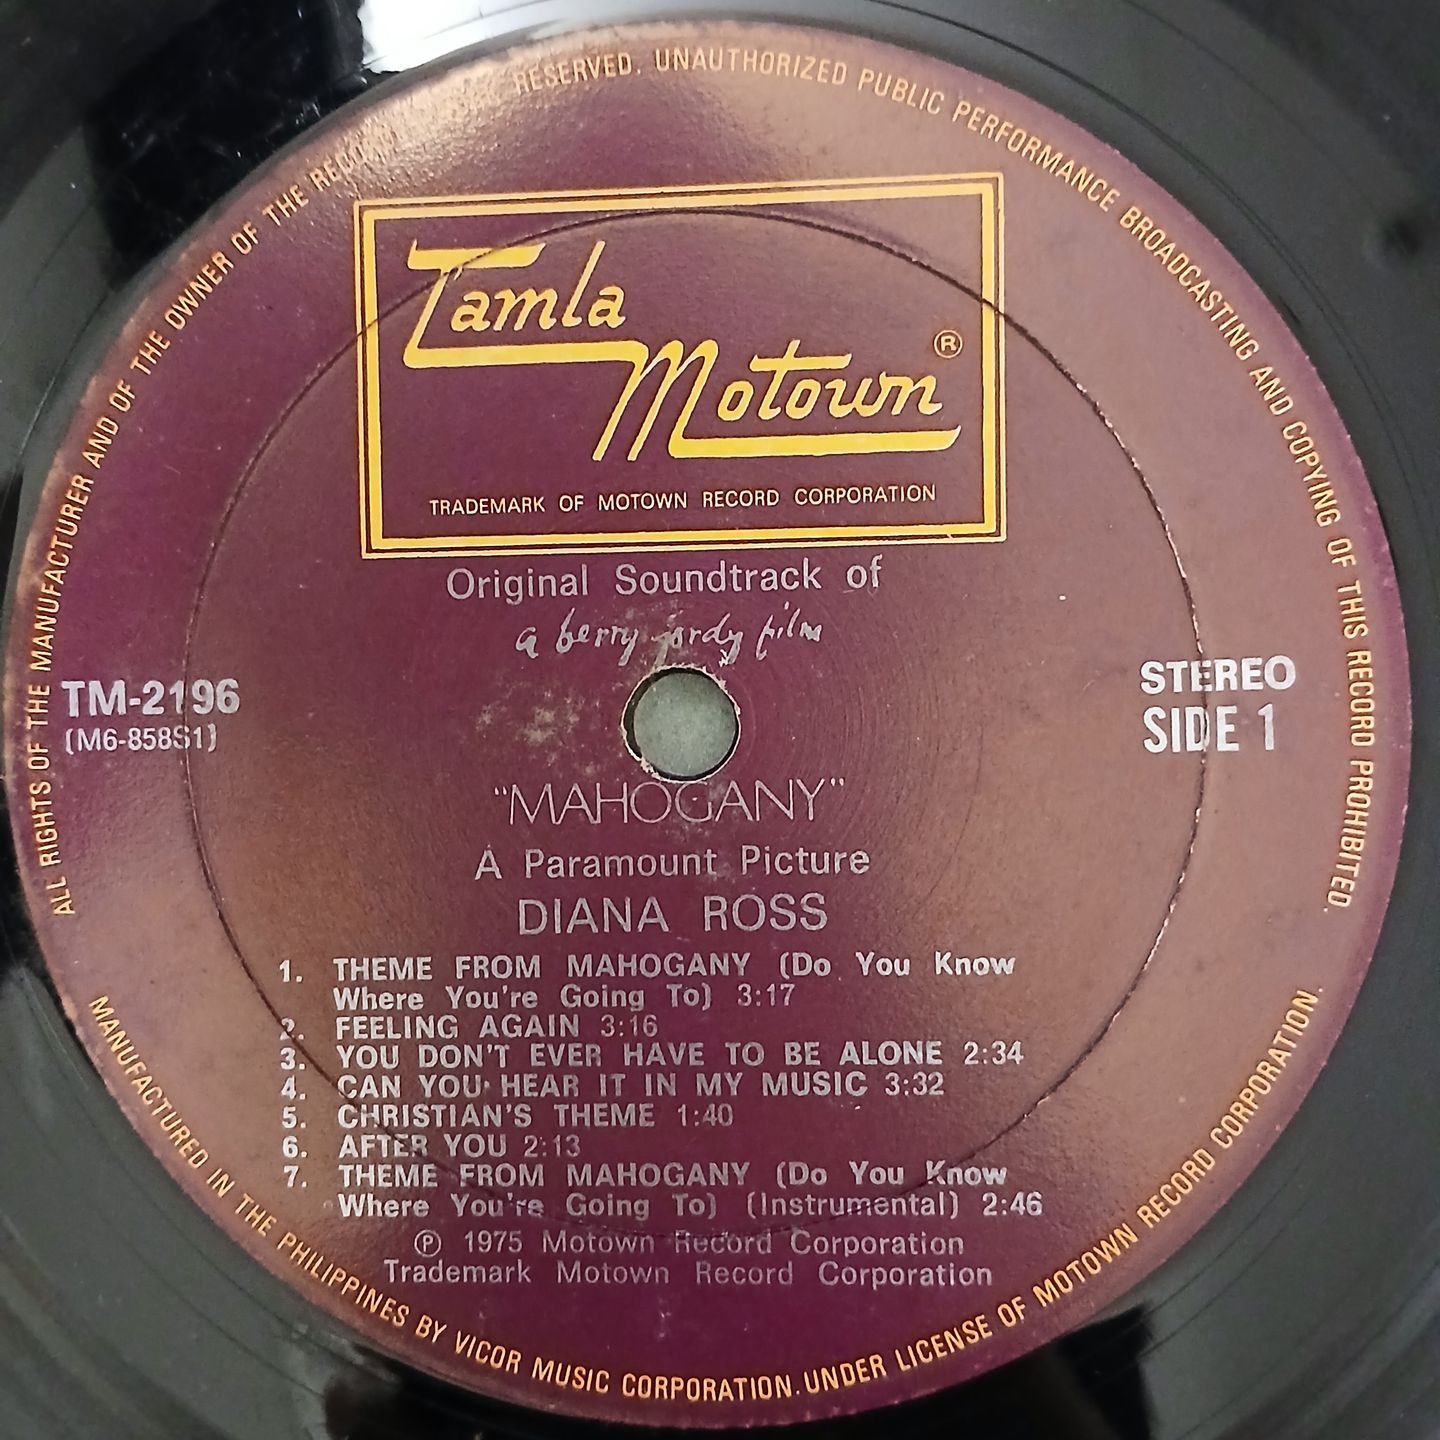 ALL RIGHTS OF THE MANUFACTURER AND OF THE OWNER OF THE RECORDED RESERVED. UNAUTHORIZED PUBLIC PERFORMANCE BROADCASTING AND COPYING OF THIS RECORD PROHIBITED.
Tamla
Motown ®
TRADEMARK OF MOTOWN RECORD CORPORATION
Original Soundtrack of
a berry gordy film
TM-2196
(M6-858S1)
STEREO
SIDE 1
"MAHOGANY"
A Paramount Picture
DIANA ROSS
1. THEME FROM MAHOGANY (Do You Know
Where You're Going To) 3:17
2. FEELING AGAIN 3:16
3. YOU DON'T EVER HAVE TO BE ALONE 2:34
4. CAN YOU HEAR IT IN MY MUSIC 3:32
5. CHRISTIAN'S THEME 1:40
6. AFTER YOU 2:13
7. THEME FROM MAHOGANY (Do You Know
Where You're Going To) (Instrumental) 2:46
Ⓟ 1975 Motown Record Corporation
Trademark Motown Record Corporation
MANUFACTURED IN THE PHILIPPINES BY VICOR MUSIC CORPORATION. UNDER LICENSE OF MOTOWN RECORD CORPORATION.